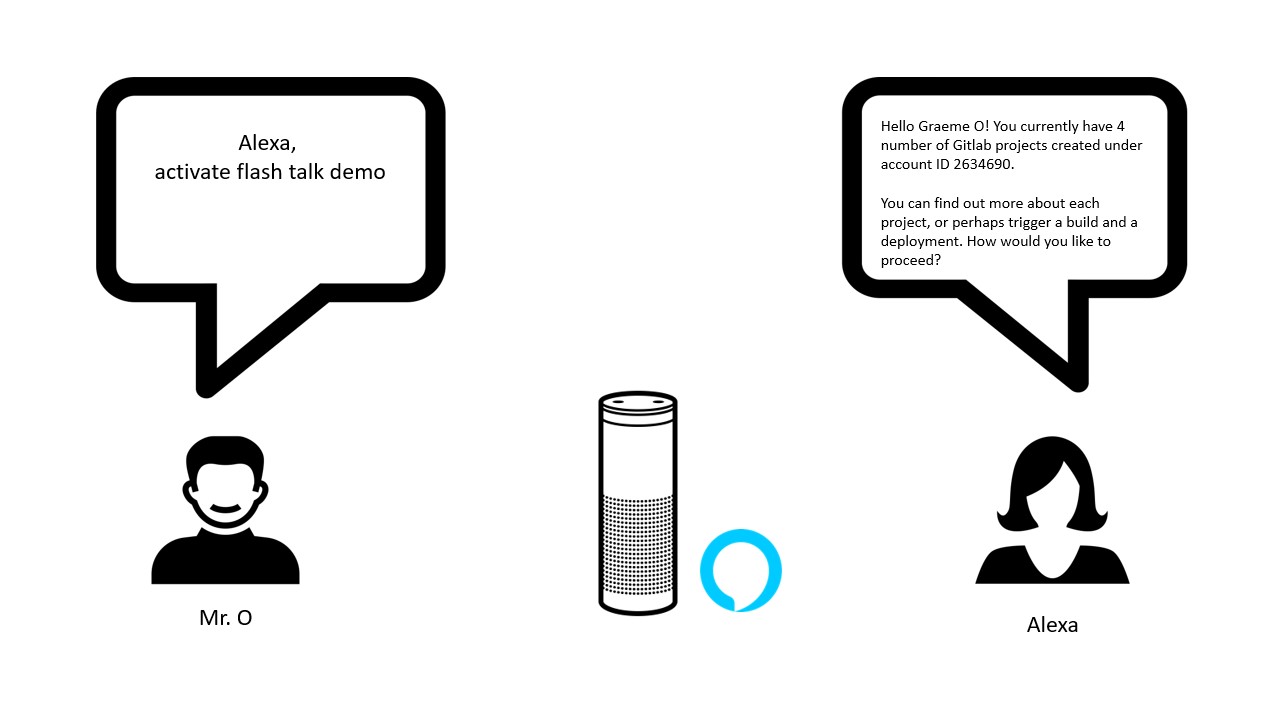 Alexa,
activate flash talk demo
Hello Graeme O! You currently have 4
number of Gitlab projects created under
account ID 2634690.
You can find out more about each
project, or perhaps trigger a build and a
deployment. How would you like to
proceed?
Mr. O
Alexa